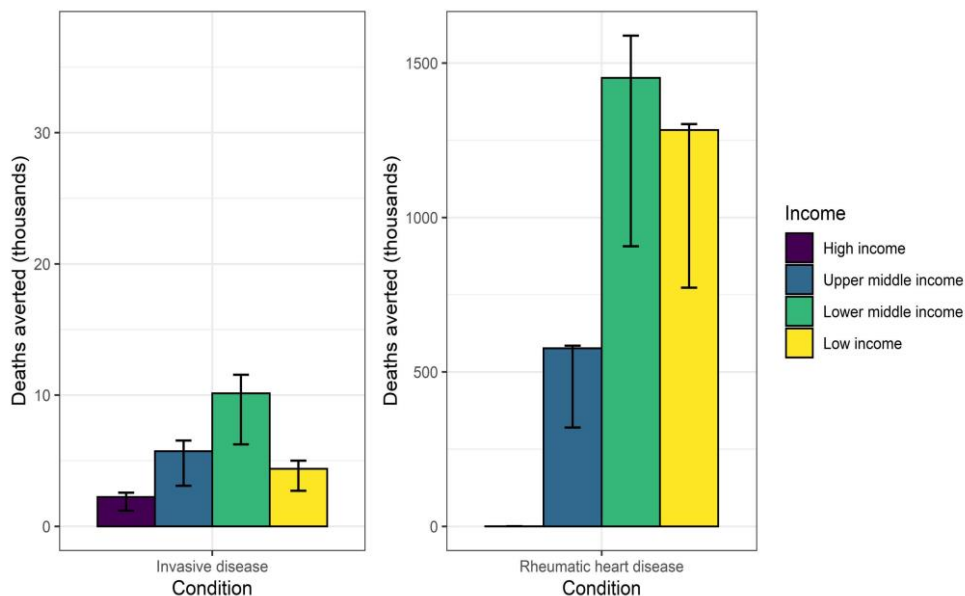 Deaths averted (thousands)
30
20
10
0
Invasive disease
Condition
Deaths averted (thousands)
1500
1000
500
0
Rheumatic heart disease
Condition
Income
High income
Upper middle income
Lower middle income
Low income